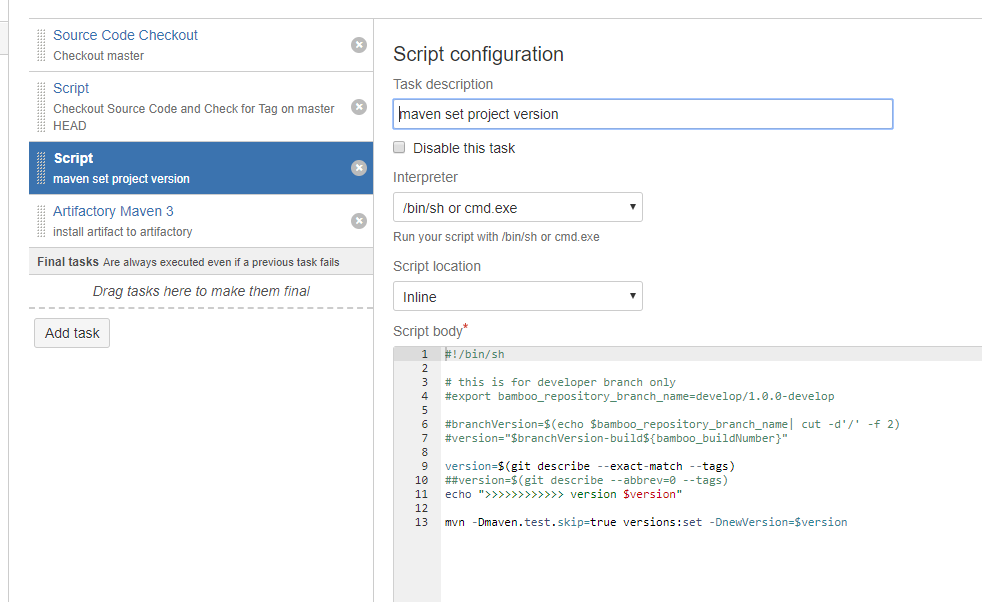 Source Code Checkout
Checkout master
Script
Checkout Source Code and Check for Tag on master
HEAD
Script
maven set project version
Artifactory Maven 3
install artifact to artifactory
Final tasks Are always executed even if a previous task fails
Drag tasks here to make them final
Add task
Script configuration
Task description
maven set project version
Disable this task
Interpreter
/bin/sh or cmd.exe
Run your script with /bin/sh or cmd.exe
Script location
Inline
Script body*
1 #!/bin/sh
2
3 # this is for developer branch only
4 #export bamboo_repository_branch_name=develop/1.0.0-develop
5
6 #branchVersion=$(echo $bamboo_repository_branch_name| cut -d'/' -f 2)
7 #version="$branchVersion-build${bamboo_buildNumber}"
8
9 version=$(git describe --exact-match --tags)
10 ##version=$(git describe --abbrev=0 --tags)
11 echo ">>>>>>>>>>>> version $version"
12
13 mvn -Dmaven.test.skip=true versions:set -DnewVersion=$version